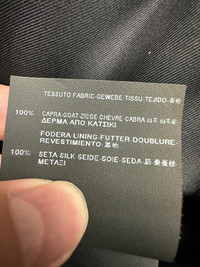 TESSUTO-FABRIC-GEWEBE-TISSU-TEJIDO-
100% CAPRA-GOAT-ZIEGE CHEVRE-CABRA
ΔΕΡΜΑ ΑΠΟ ΚΑΤΣΙΚΙ
FODERA-LINING-FUTTER DOUBLURE-
REVESTIMIENTO-
100% SETA-SILK-SEIDE-SOIE-SEDA-
ΜΕΤΑΞΙ